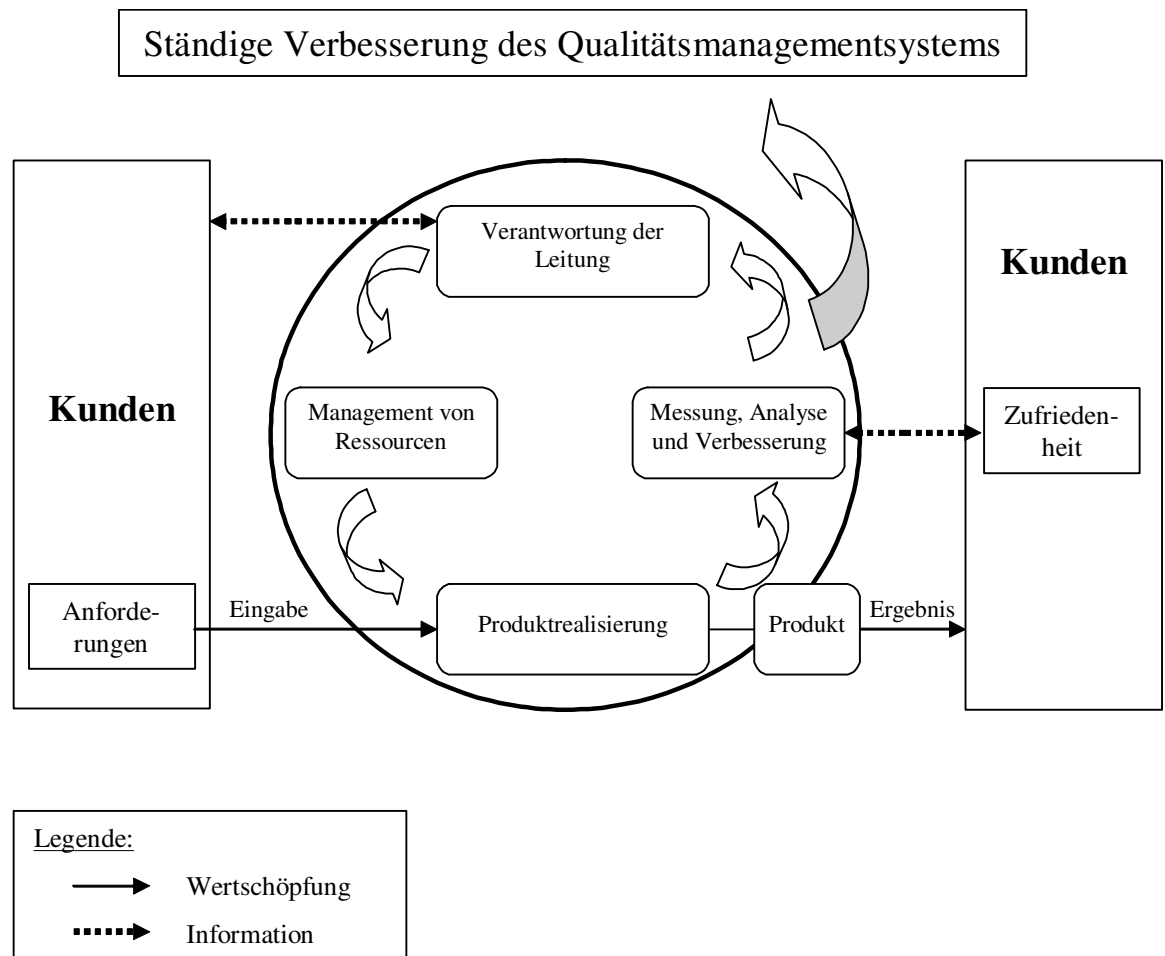 Ständige Verbesserung des Qualitätsmanagementsystems
Verantwortung der
Leitung
Kunden
Kunden
Management von
Ressourcen
Messung, Analyse
und Verbesserung
Zufrieden-
heit
Anforde-
rungen
Eingabe
Produktrealisierung
Produkt
Ergebnis
Legende:
Wertschöpfung
Information